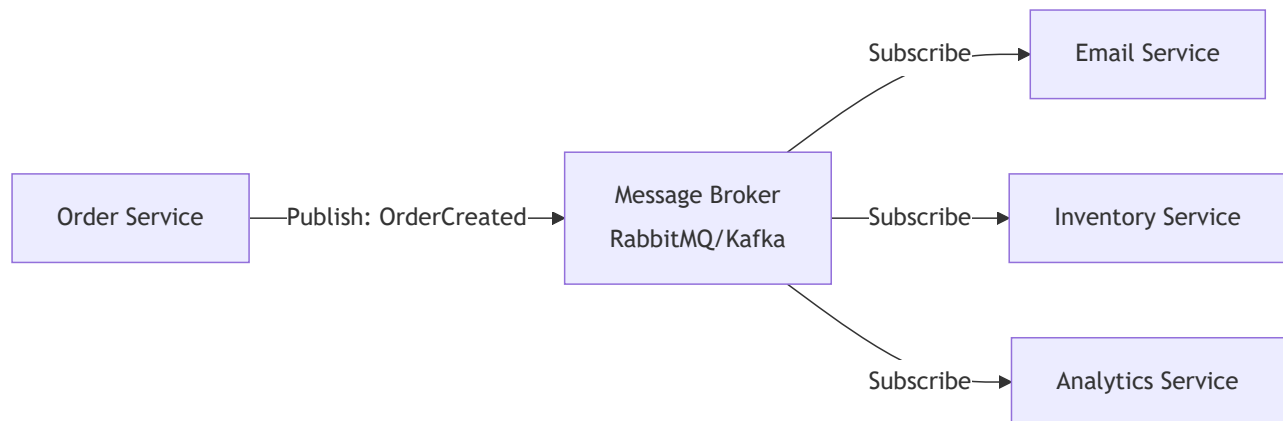 Order Service
Publish: OrderCreated
Message Broker
RabbitMQ/Kafka
Subscribe
Email Service
Subscribe
Inventory Service
Subscribe
Analytics Service